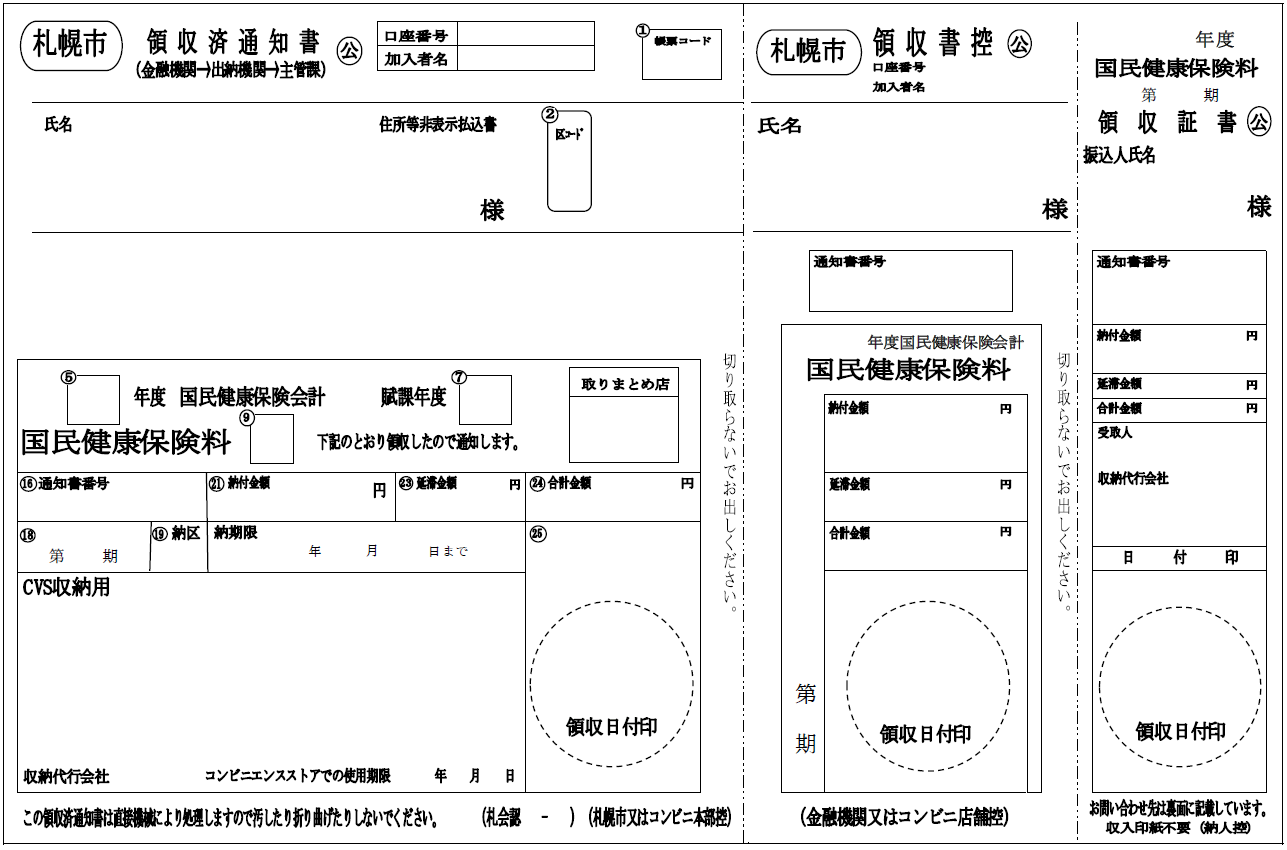 札幌市
領収済通知書 公
(金融機関→出納機関→主管課)
口座番号
加入者名
① 帳票コード
氏名
住所等非表示払込書
② 区コード
様
⑤ 年度 国民健康保険会計
賦課年度 ⑦
取りまとめ店
国民健康保険料 ⑨
下記のとおり領収したので通知します。
⑯通知書番号
㉑納付金額 円
㉓延滞金額 円
㉔合計金額 円
⑱ 第 期
⑲納区
納期限 年 月 日まで
㉕
CVS収納用
領収日付印
収納代行会社
コンビニエンスストアでの使用期限 年 月 日
この領収済通知書は直接機械により処理しますので汚したり折り曲げたりしないでください。
(札会認 - )
(札幌市又はコンビニ本部控)
切り取らないでお出しください。
札幌市
領収書控 公
口座番号
加入者名
氏名
様
通知書番号
年度国民健康保険会計
国民健康保険料
納付金額 円
延滞金額 円
合計金額 円
第
期
領収日付印
(金融機関又はコンビニ店舗控)
切り取らないでお出しください。
年度
国民健康保険料
第 期
領収証書 公
振込人氏名
様
通知書番号
納付金額 円
延滞金額 円
合計金額 円
受取人
収納代行会社
日 付 印
領収日付印
お問い合わせ先は裏面に記載しています。
収入印紙不要 (納人控)